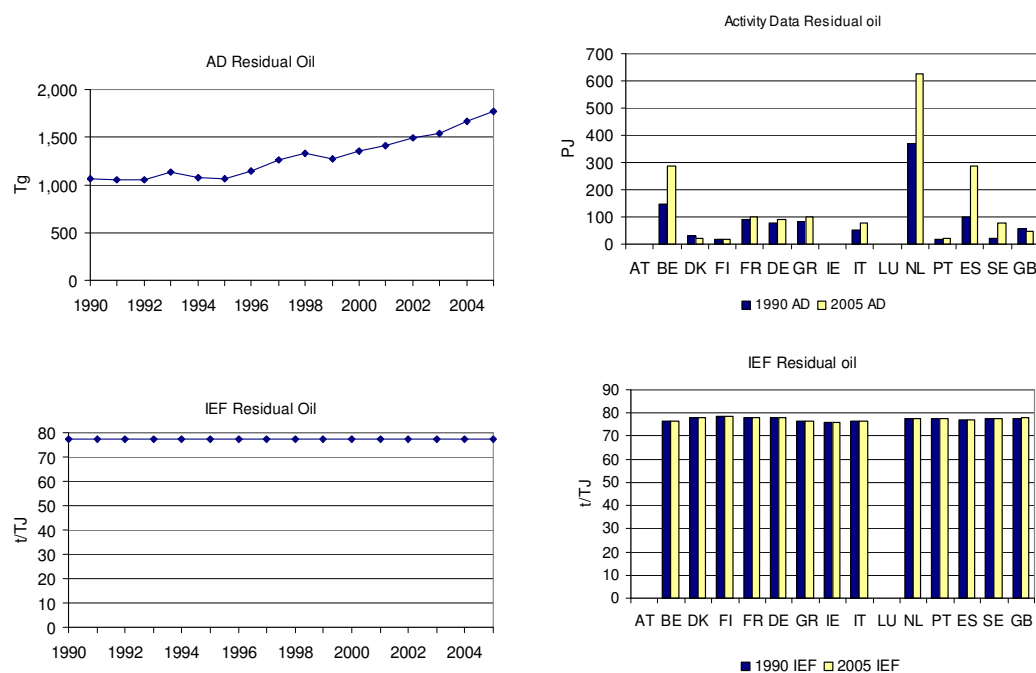 AD Residual Oil
2,000
1,500
1,000
500
0
Tg
1990 1992 1994 1996 1998 2000 2002 2004
Activity Data Residual oil
700
600
500
400
300
200
100
0
PJ
AT BE DK FI FR DE GR IE IT LU NL PT ES SE GB
1990 AD 2005 AD
IEF Residual Oil
80
70
60
50
40
30
20
10
0
t/TJ
1990 1992 1994 1996 1998 2000 2002 2004
IEF Residual oil
90
80
70
60
50
40
30
20
10
0
t/TJ
AT BE DK FI FR DE GR IE IT LU NL PT ES SE GB
1990 IEF 2005 IEF